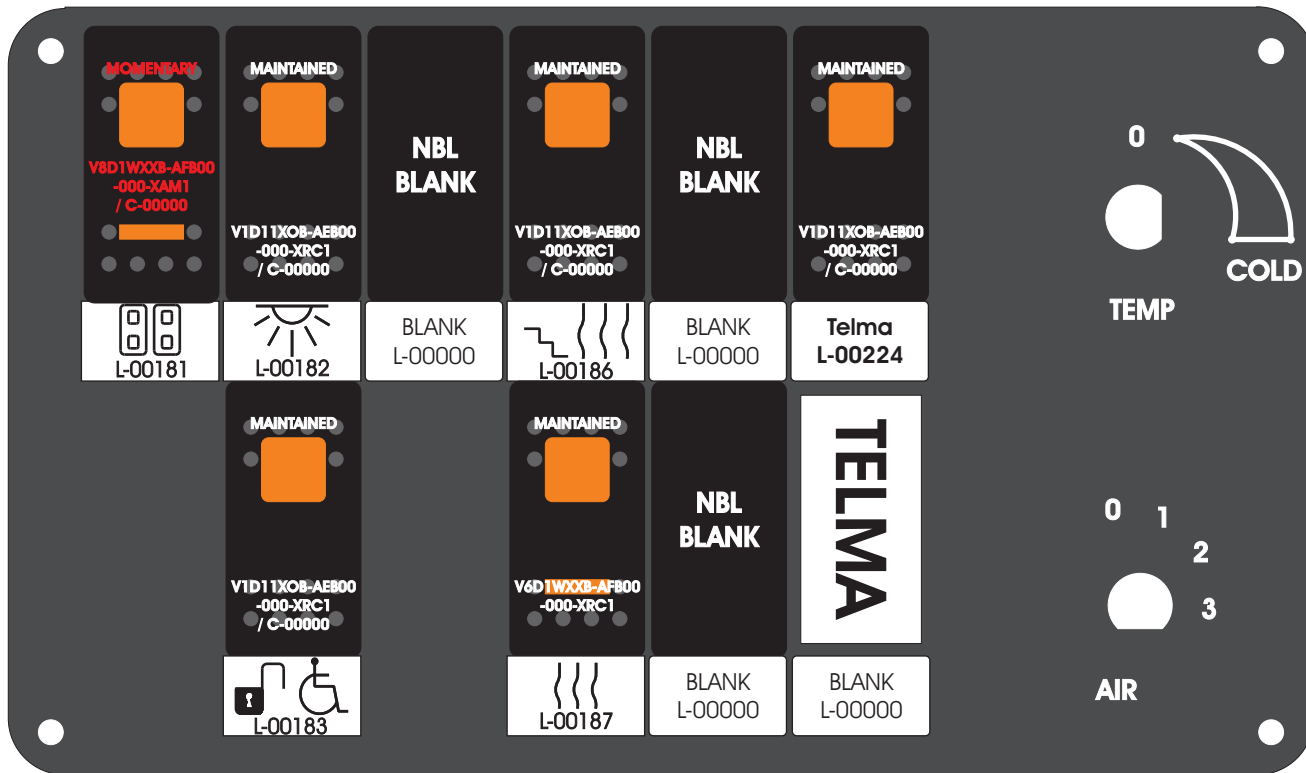 MOMENTARY
V8D1WXXB-AFB00
-000-XAM1
/ C-00000
L-00181
MAINTAINED
V1D11XOB-AEB00
-000-XRC1
/ C-00000
L-00182
NBL
BLANK
BLANK
L-00000
MAINTAINED
V1D11XOB-AEB00
-000-XRC1
/ C-00000
L-00186
NBL
BLANK
BLANK
L-00000
MAINTAINED
V1D11XOB-AEB00
-000-XRC1
/ C-00000
Telma
L-00224
0
COLD
TEMP
MAINTAINED
V1D11XOB-AEB00
-000-XRC1
/ C-00000
L-00183
MAINTAINED
V6D1WXXB-AFB00
-000-XRC1
L-00187
NBL
BLANK
BLANK
L-00000
TELMA
BLANK
L-00000
0
1
2
3
AIR